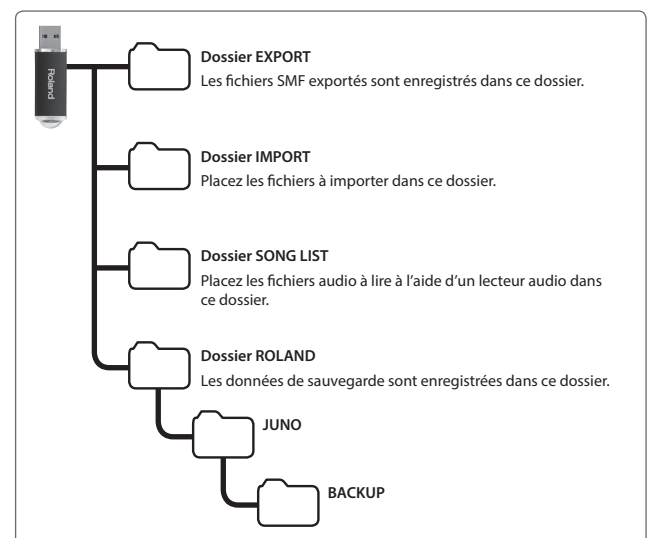 Roland
Dossier EXPORT
Les fichiers SMF exportés sont enregistrés dans ce dossier.
Dossier IMPORT
Placez les fichiers à importer dans ce dossier.
Dossier SONG LIST
Placez les fichiers audio à lire à l'aide d'un lecteur audio dans
ce dossier.
Dossier ROLAND
Les données de sauvegarde sont enregistrées dans ce dossier.
JUNO
BACKUP